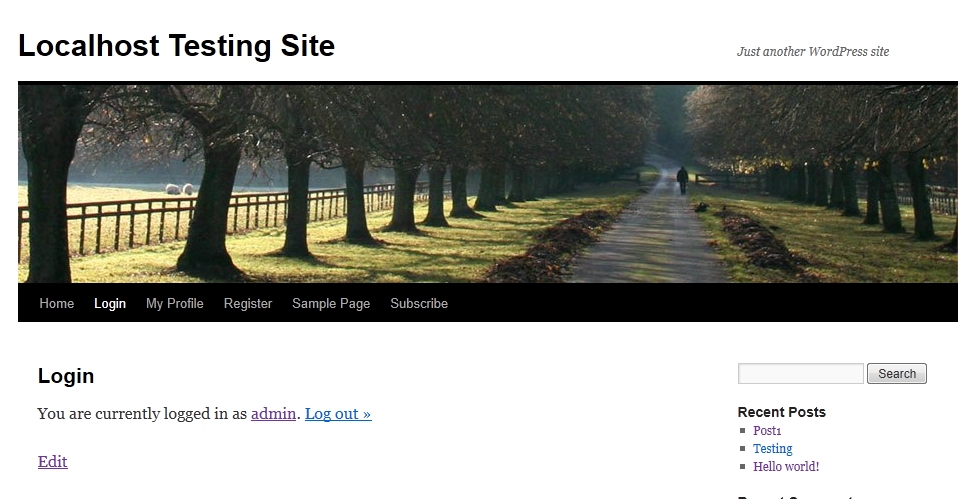 Localhost Testing Site
Just another WordPress site
Home Login My Profile Register Sample Page Subscribe
Login
You are currently logged in as admin. Log out »
Edit
Search
Recent Posts
Post1
Testing
Hello world!